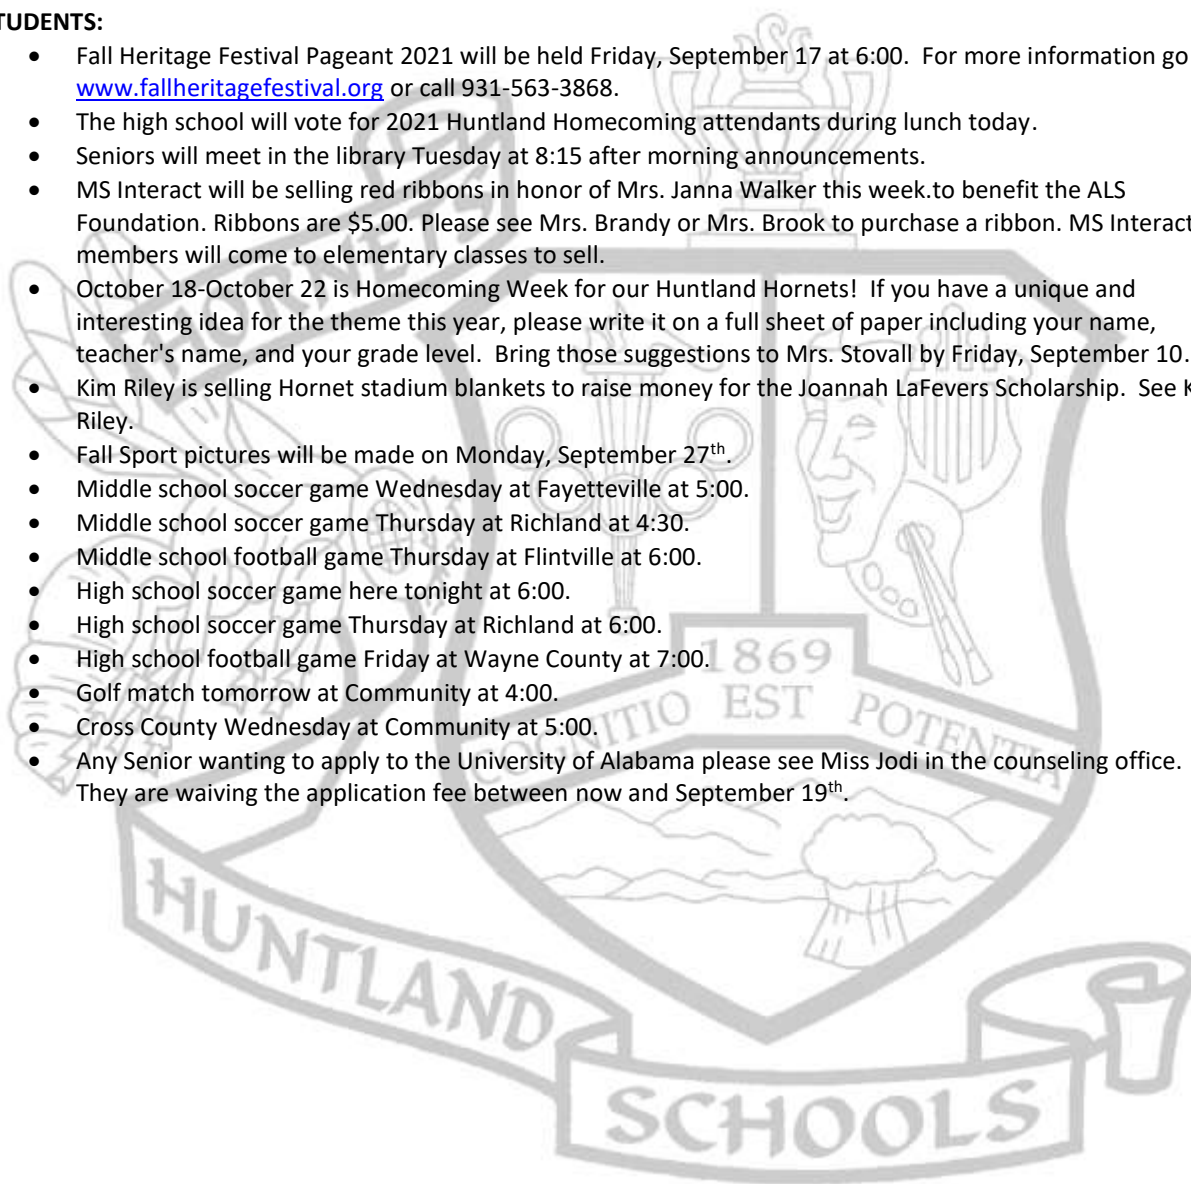 TUDENTS:
• Fall Heritage Festival Pageant 2021 will be held Friday, September 17 at 6:00. For more information go
www.fallheritagefestival.org or call 931-563-3868.
• The high school will vote for 2021 Huntland Homecoming attendants during lunch today.
• Seniors will meet in the library Tuesday at 8:15 after morning announcements.
• MS Interact will be selling red ribbons in honor of Mrs. Janna Walker this week.to benefit the ALS
Foundation. Ribbons are $5.00. Please see Mrs. Brandy or Mrs. Brook to purchase a ribbon. MS Interact
members will come to elementary classes to sell.
• October 18-October 22 is Homecoming Week for our Huntland Hornets! If you have a unique and
interesting idea for the theme this year, please write it on a full sheet of paper including your name,
teacher's name, and your grade level. Bring those suggestions to Mrs. Stovall by Friday, September 10.
• Kim Riley is selling Hornet stadium blankets to raise money for the Joannah LaFevers Scholarship. See K
Riley.
• Fall Sport pictures will be made on Monday, September 27th.
• Middle school soccer game Wednesday at Fayetteville at 5:00.
• Middle school soccer game Thursday at Richland at 4:30.
• Middle school football game Thursday at Flintville at 6:00.
• High school soccer game here tonight at 6:00.
• High school soccer game Thursday at Richland at 6:00.
• High school football game Friday at Wayne County at 7:00.
• Golf match tomorrow at Community at 4:00.
• Cross County Wednesday at Community at 5:00.
• Any Senior wanting to apply to the University of Alabama please see Miss Jodi in the counseling office.
They are waiving the application fee between now and September 19th.
HORNETS
1869
COGNITIO EST POTENTIA
HUNTLAND
SCHOOLS